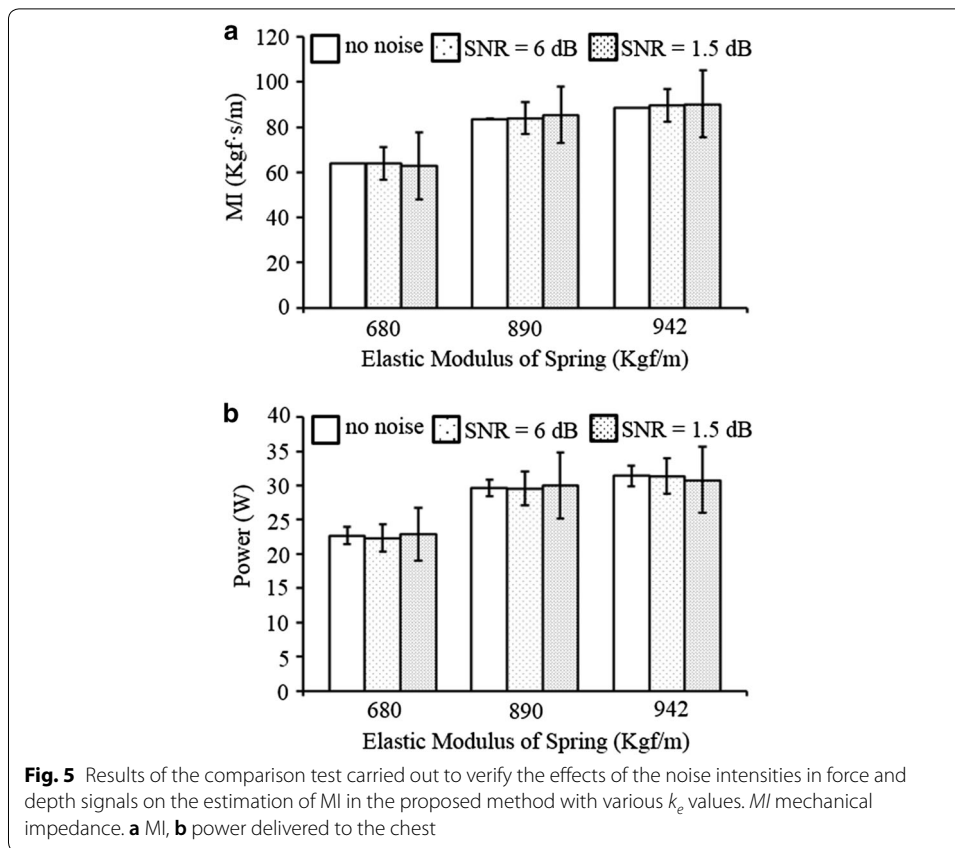 a
120
100
80
60
40
20
0
MI (Kgf·s/m)
no noise SNR = 6 dB SNR = 1.5 dB
680 890 942
Elastic Modulus of Spring (Kgf/m)
b
40
35
30
25
20
15
10
5
0
Power (W)
no noise SNR = 6 dB SNR = 1.5 dB
680 890 942
Elastic Modulus of Spring (Kgf/m)
Fig. 5 Results of the comparison test carried out to verify the effects of the noise intensities in force and
depth signals on the estimation of MI in the proposed method with various kₑ values. MI mechanical
impedance. a MI, b power delivered to the chest